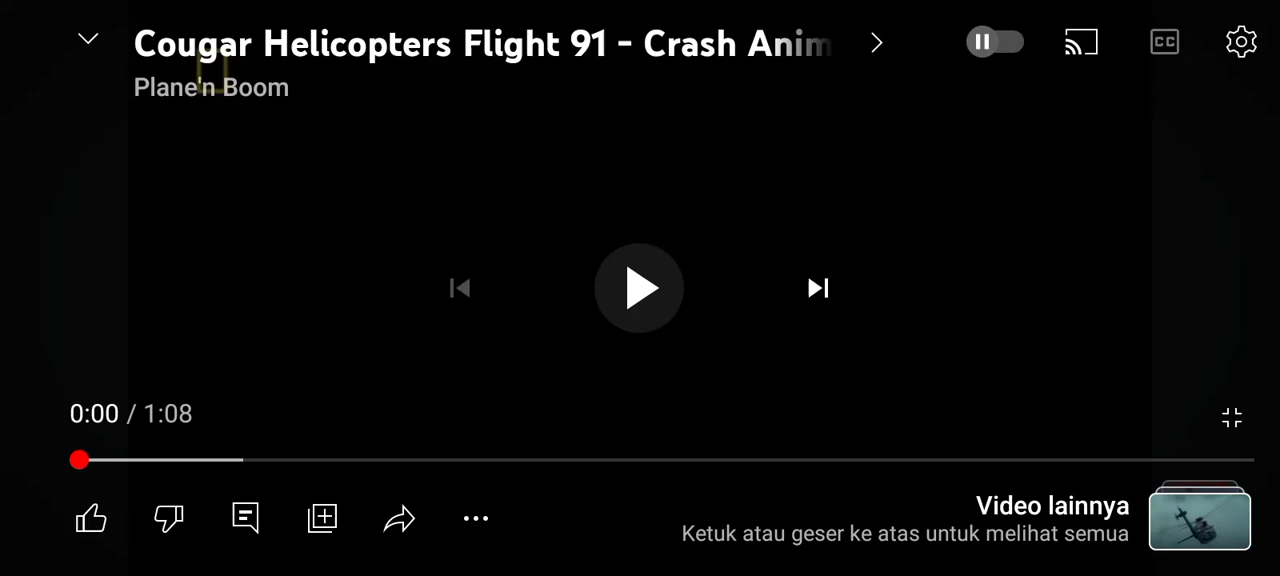 Cougar Helicopters Flight 91 - Crash Anim
Plane'n Boom
CC
0:00 / 1:08
Video lainnya
Ketuk atau geser ke atas untuk melihat semua